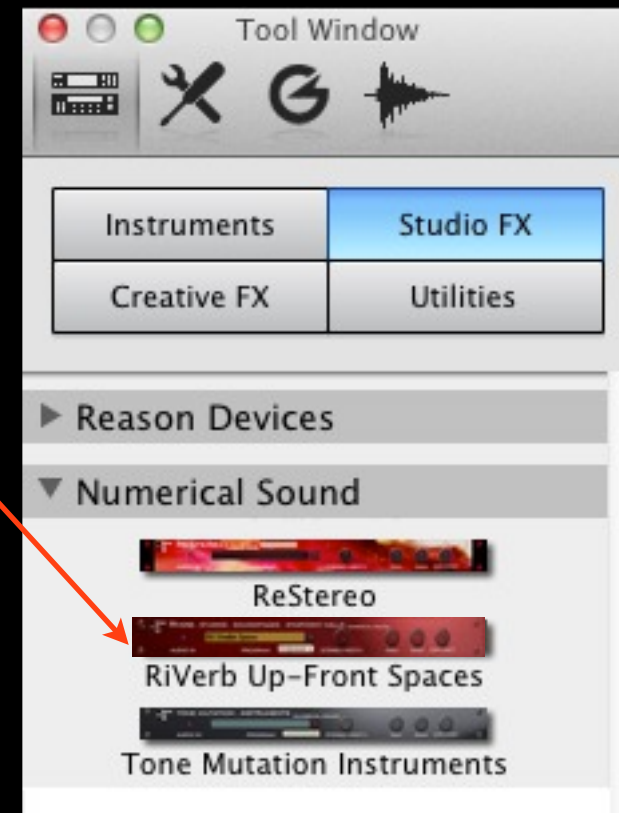 Tool Window
Instruments
Studio FX
Creative FX
Utilities
Reason Devices
Numerical Sound
ReStereo
RiVerb Up-Front Spaces
Tone Mutation Instruments